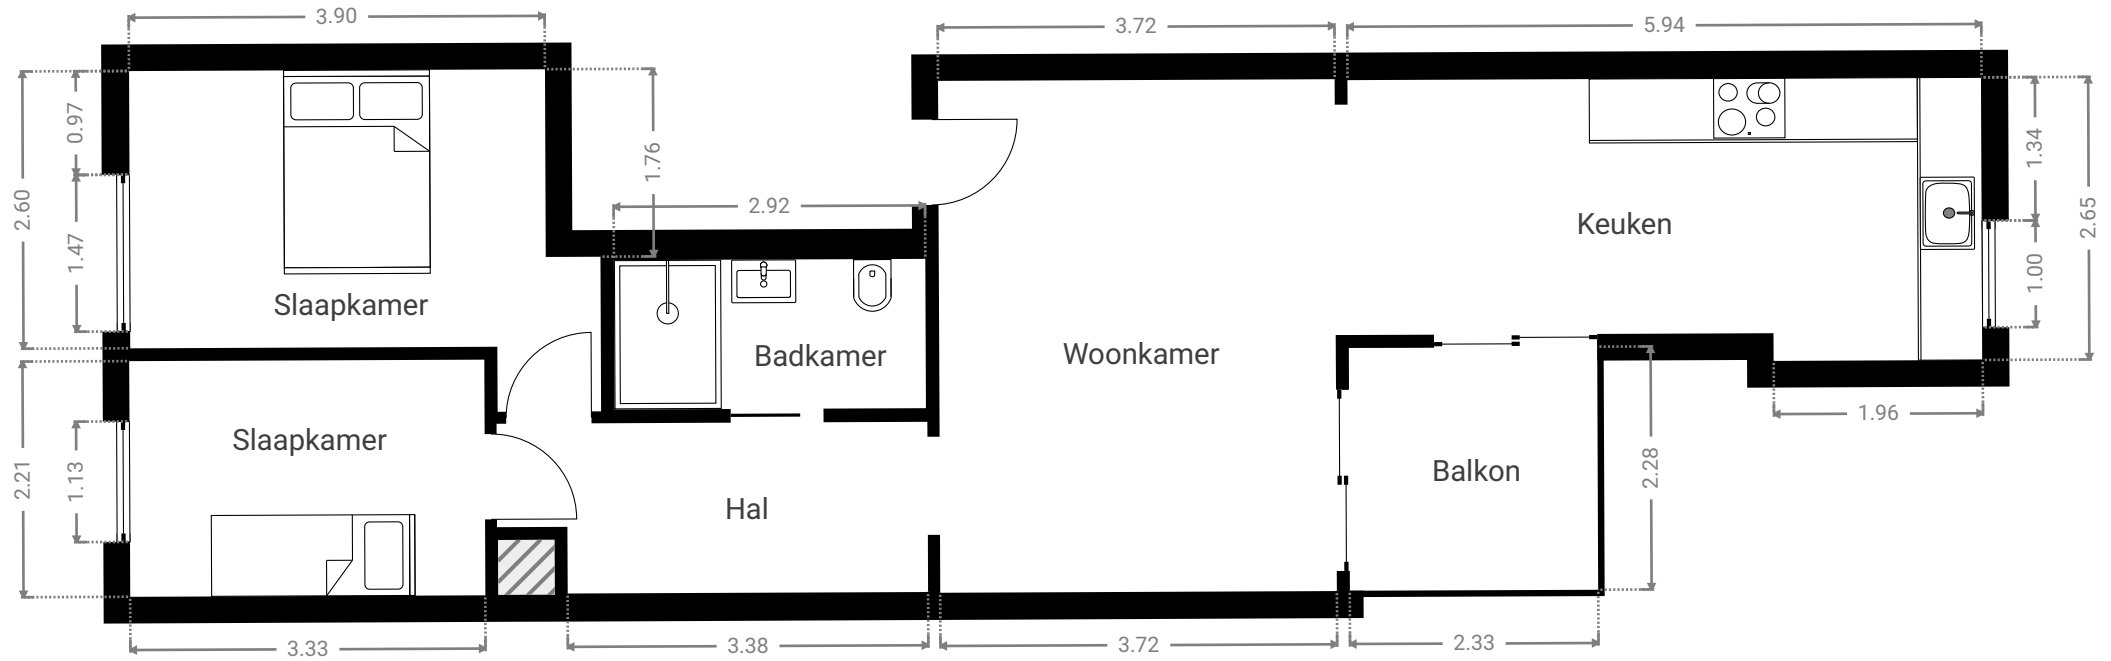 3.90
3.72
5.94
0.97
1.76
1.34
2.60
2.92
2.65
1.47
Keuken
1.00
Slaapkamer
Badkamer
Woonkamer
1.96
Slaapkamer
2.21
1.13
Balkon
2.28
Hal
3.33
3.38
3.72
2.33